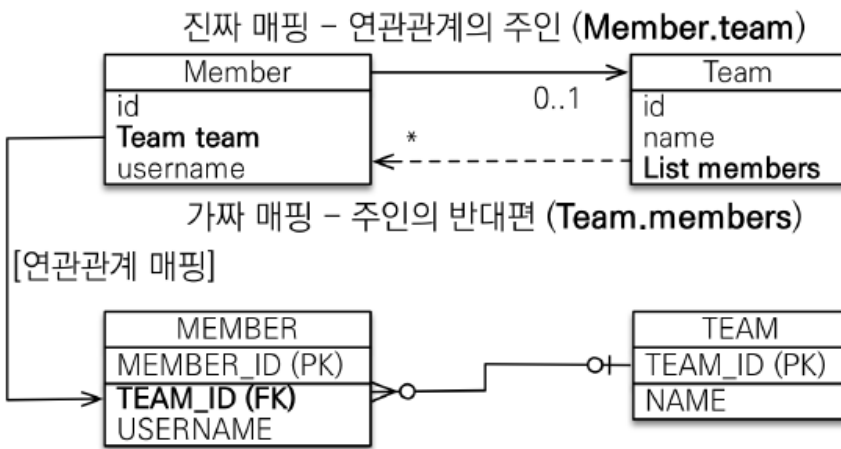 진짜 매핑 - 연관관계의 주인 (Member.team)
Member
id
Team team
username
0..1
*
Team
id
name
List members
가짜 매핑 - 주인의 반대편 (Team.members)
[연관관계 매핑]
MEMBER
MEMBER_ID (PK)
TEAM_ID (FK)
USERNAME
TEAM
TEAM_ID (PK)
NAME